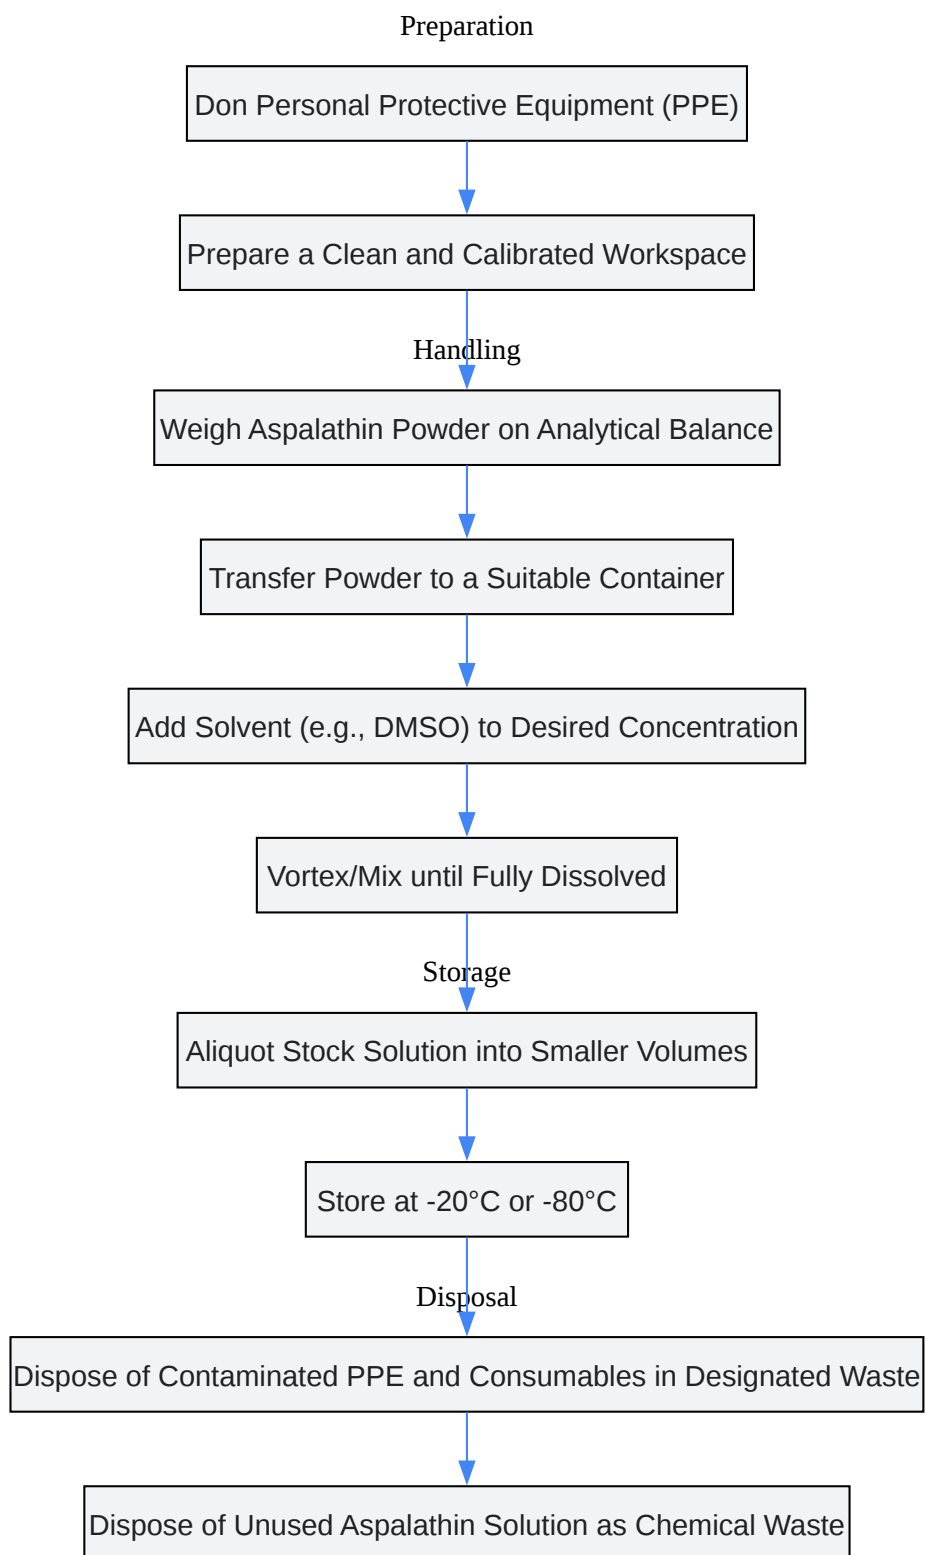 Preparation
Don Personal Protective Equipment (PPE)
Prepare a Clean and Calibrated Workspace
Handling
Weigh Aspalathin Powder on Analytical Balance
Transfer Powder to a Suitable Container
Add Solvent (e.g., DMSO) to Desired Concentration
Vortex/Mix until Fully Dissolved
Storage
Aliquot Stock Solution into Smaller Volumes
Store at -20°C or -80°C
Disposal
Dispose of Contaminated PPE and Consumables in Designated Waste
Dispose of Unused Aspalathin Solution as Chemical Waste